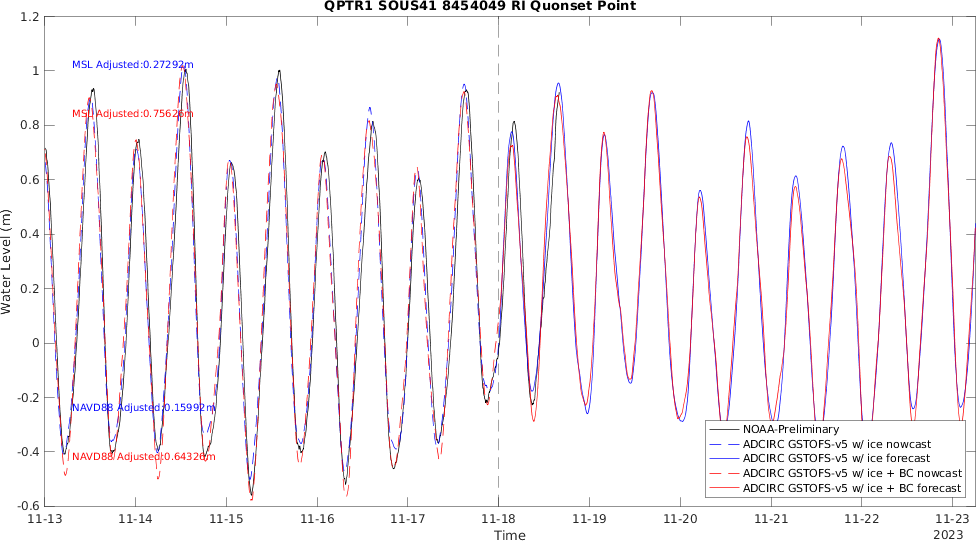 QPTR1 SOUS41 8454049 RI Quonset Point
1.2
1
0.8
0.6
0.4
0.2
0
-0.2
-0.4
-0.6
Water Level (m)
MSL Adjusted:0.27292m
MSL Adjusted:0.75626m
NAVD88 Adjusted:0.15992m
NAVD88 Adjusted:0.64326m
NOAA-Preliminary
ADCIRC GSTOFS-v5 w/ ice nowcast
ADCIRC GSTOFS-v5 w/ ice forecast
ADCIRC GSTOFS-v5 w/ ice + BC nowcast
ADCIRC GSTOFS-v5 w/ ice + BC forecast
11-13 11-14 11-15 11-16 11-17 11-18 11-19 11-20 11-21 11-22 11-23
Time
2023